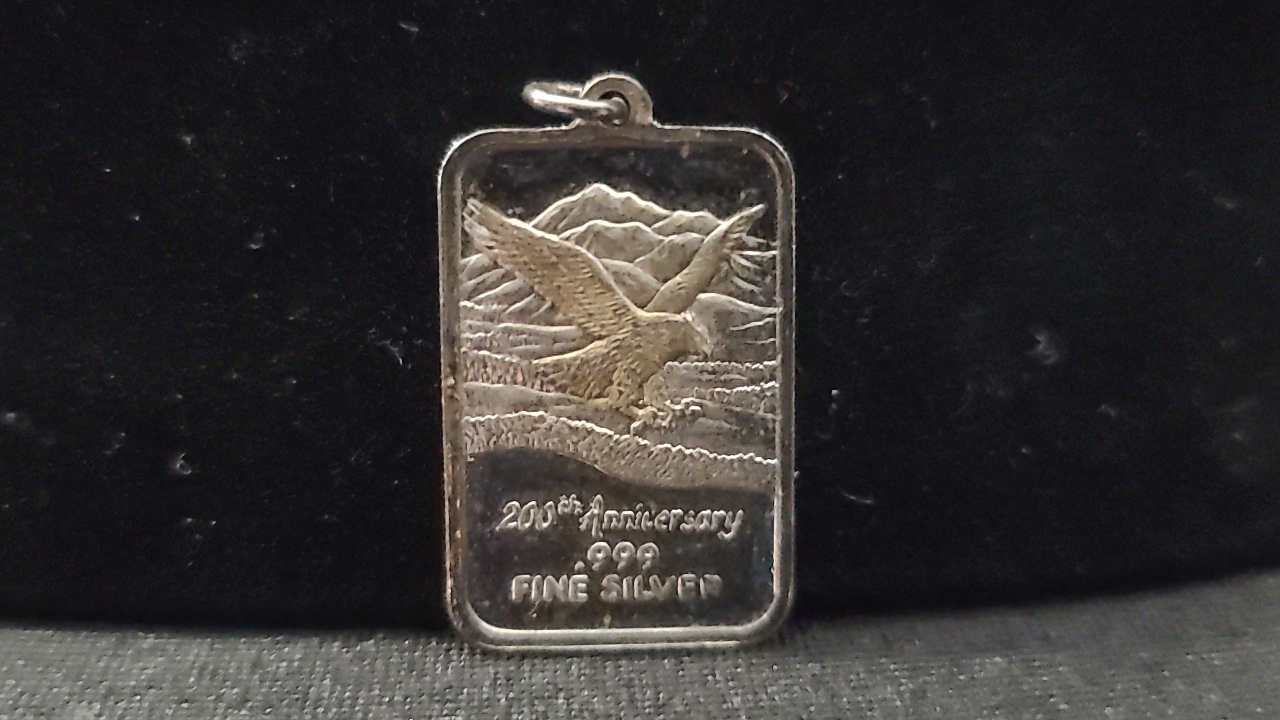 200th Anniversary
.999
FINE SILVER